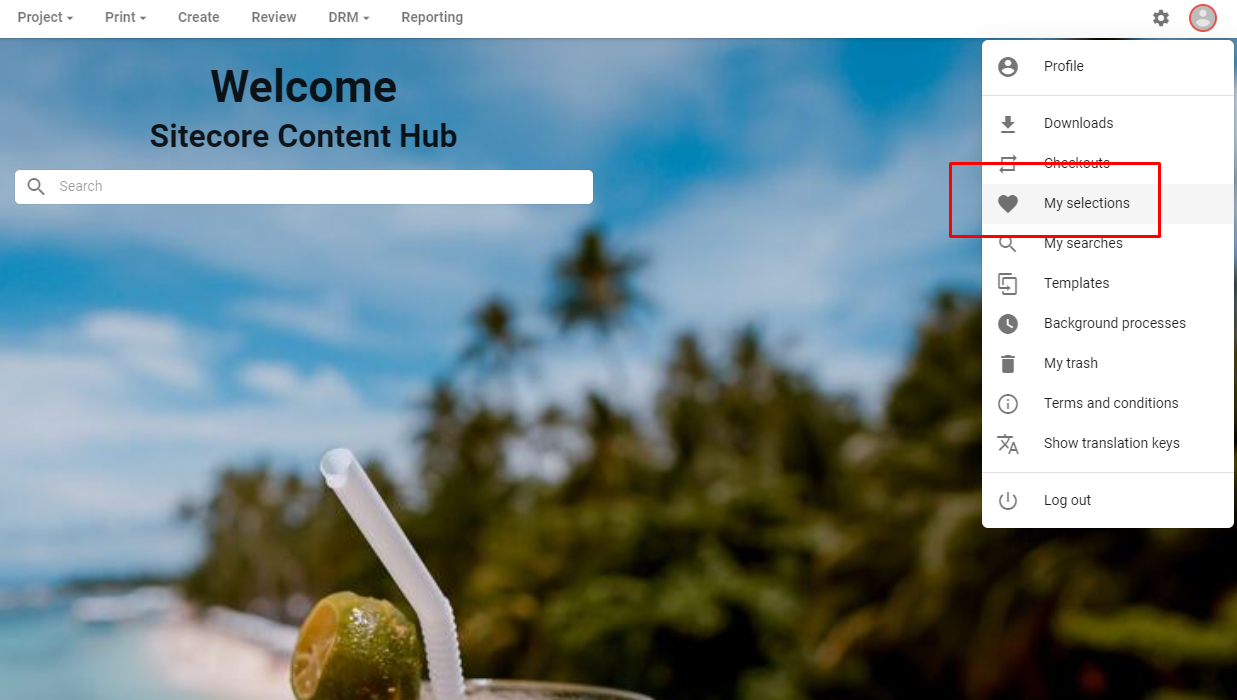 Project Print Create Review DRM Reporting
Welcome
Sitecore Content Hub
Search
Profile
Downloads
Checkouts
My selections
My searches
Templates
Background processes
My trash
Terms and conditions
Show translation keys
Log out